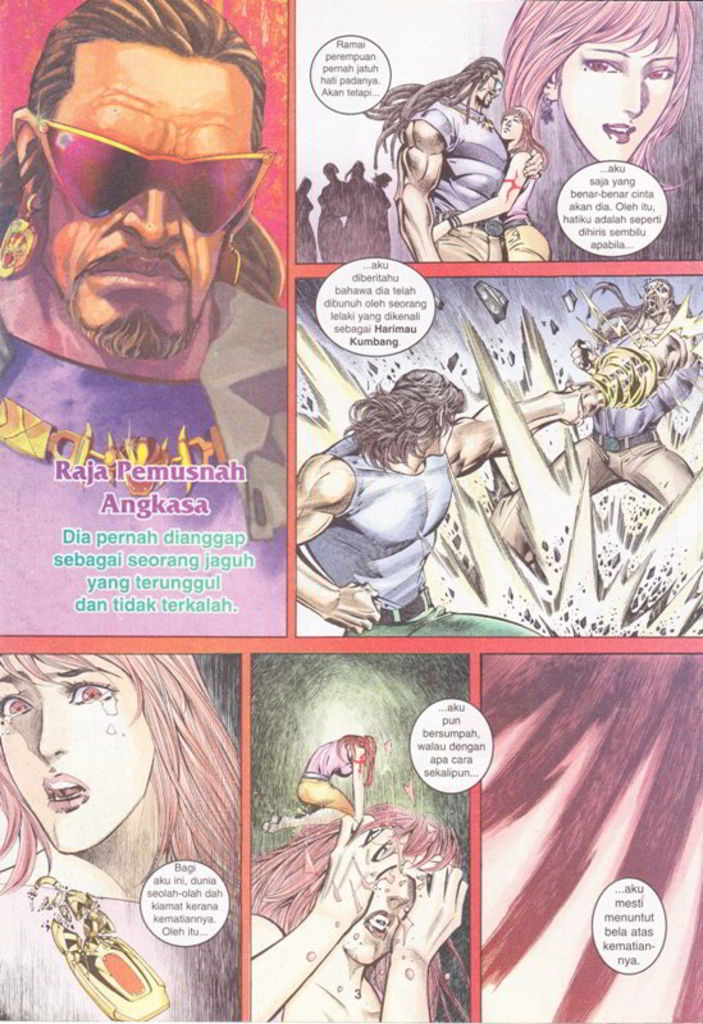 Raja Pemusnah
Angkasa
Dia pernah dianggap
sebagai seorang jaguh
yang terunggul
dan tidak terkalah.
Ramai
perempuan
pernah jatuh
hati padanya.
Akan tetapi...
...aku
saja yang
benar-benar cinta
akan dia. Oleh itu,
hatiku adalah seperti
dihiris sembilu
apabila...
...aku
diberitahu
bahawa dia telah
dibunuh oleh seorang
lelaki yang dikenali
sebagai Harimau
Kumbang.
Bagi
aku ini, dunia
seolah-olah dah
kiamat kerana
kematiannya.
Oleh itu...
...aku
pun
bersumpah,
walau dengan
apa cara
sekalipun...
...aku
mesti
menuntut
bela atas
kematian-
nya.
3